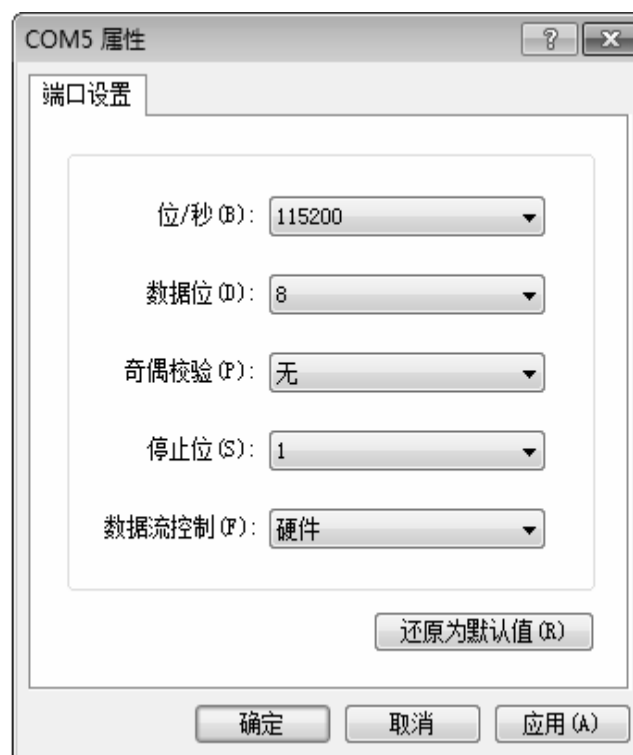 COM5 属性
端口设置
位/秒(B): 115200
数据位(D): 8
奇偶校验(P): 无
停止位(S): 1
数据流控制(F): 硬件
还原为默认值(R)
确定 取消 应用(A)